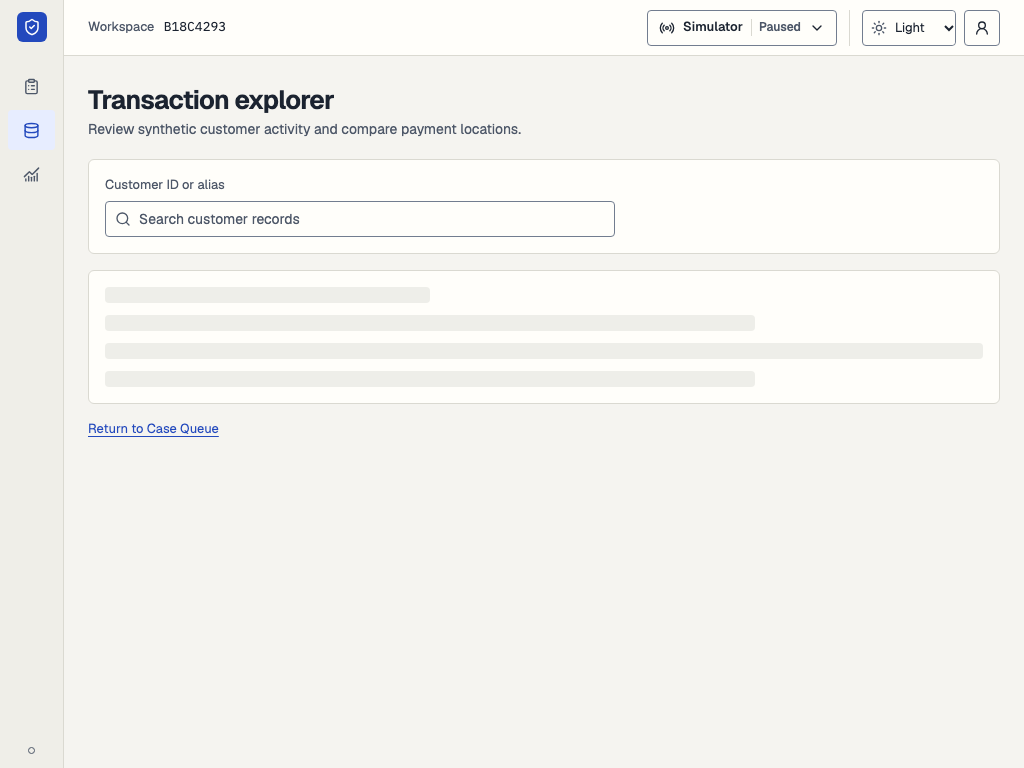 Workspace B18C4293
Simulator Paused
Light
Transaction explorer
Review synthetic customer activity and compare payment locations.
Customer ID or alias
Search customer records
Return to Case Queue